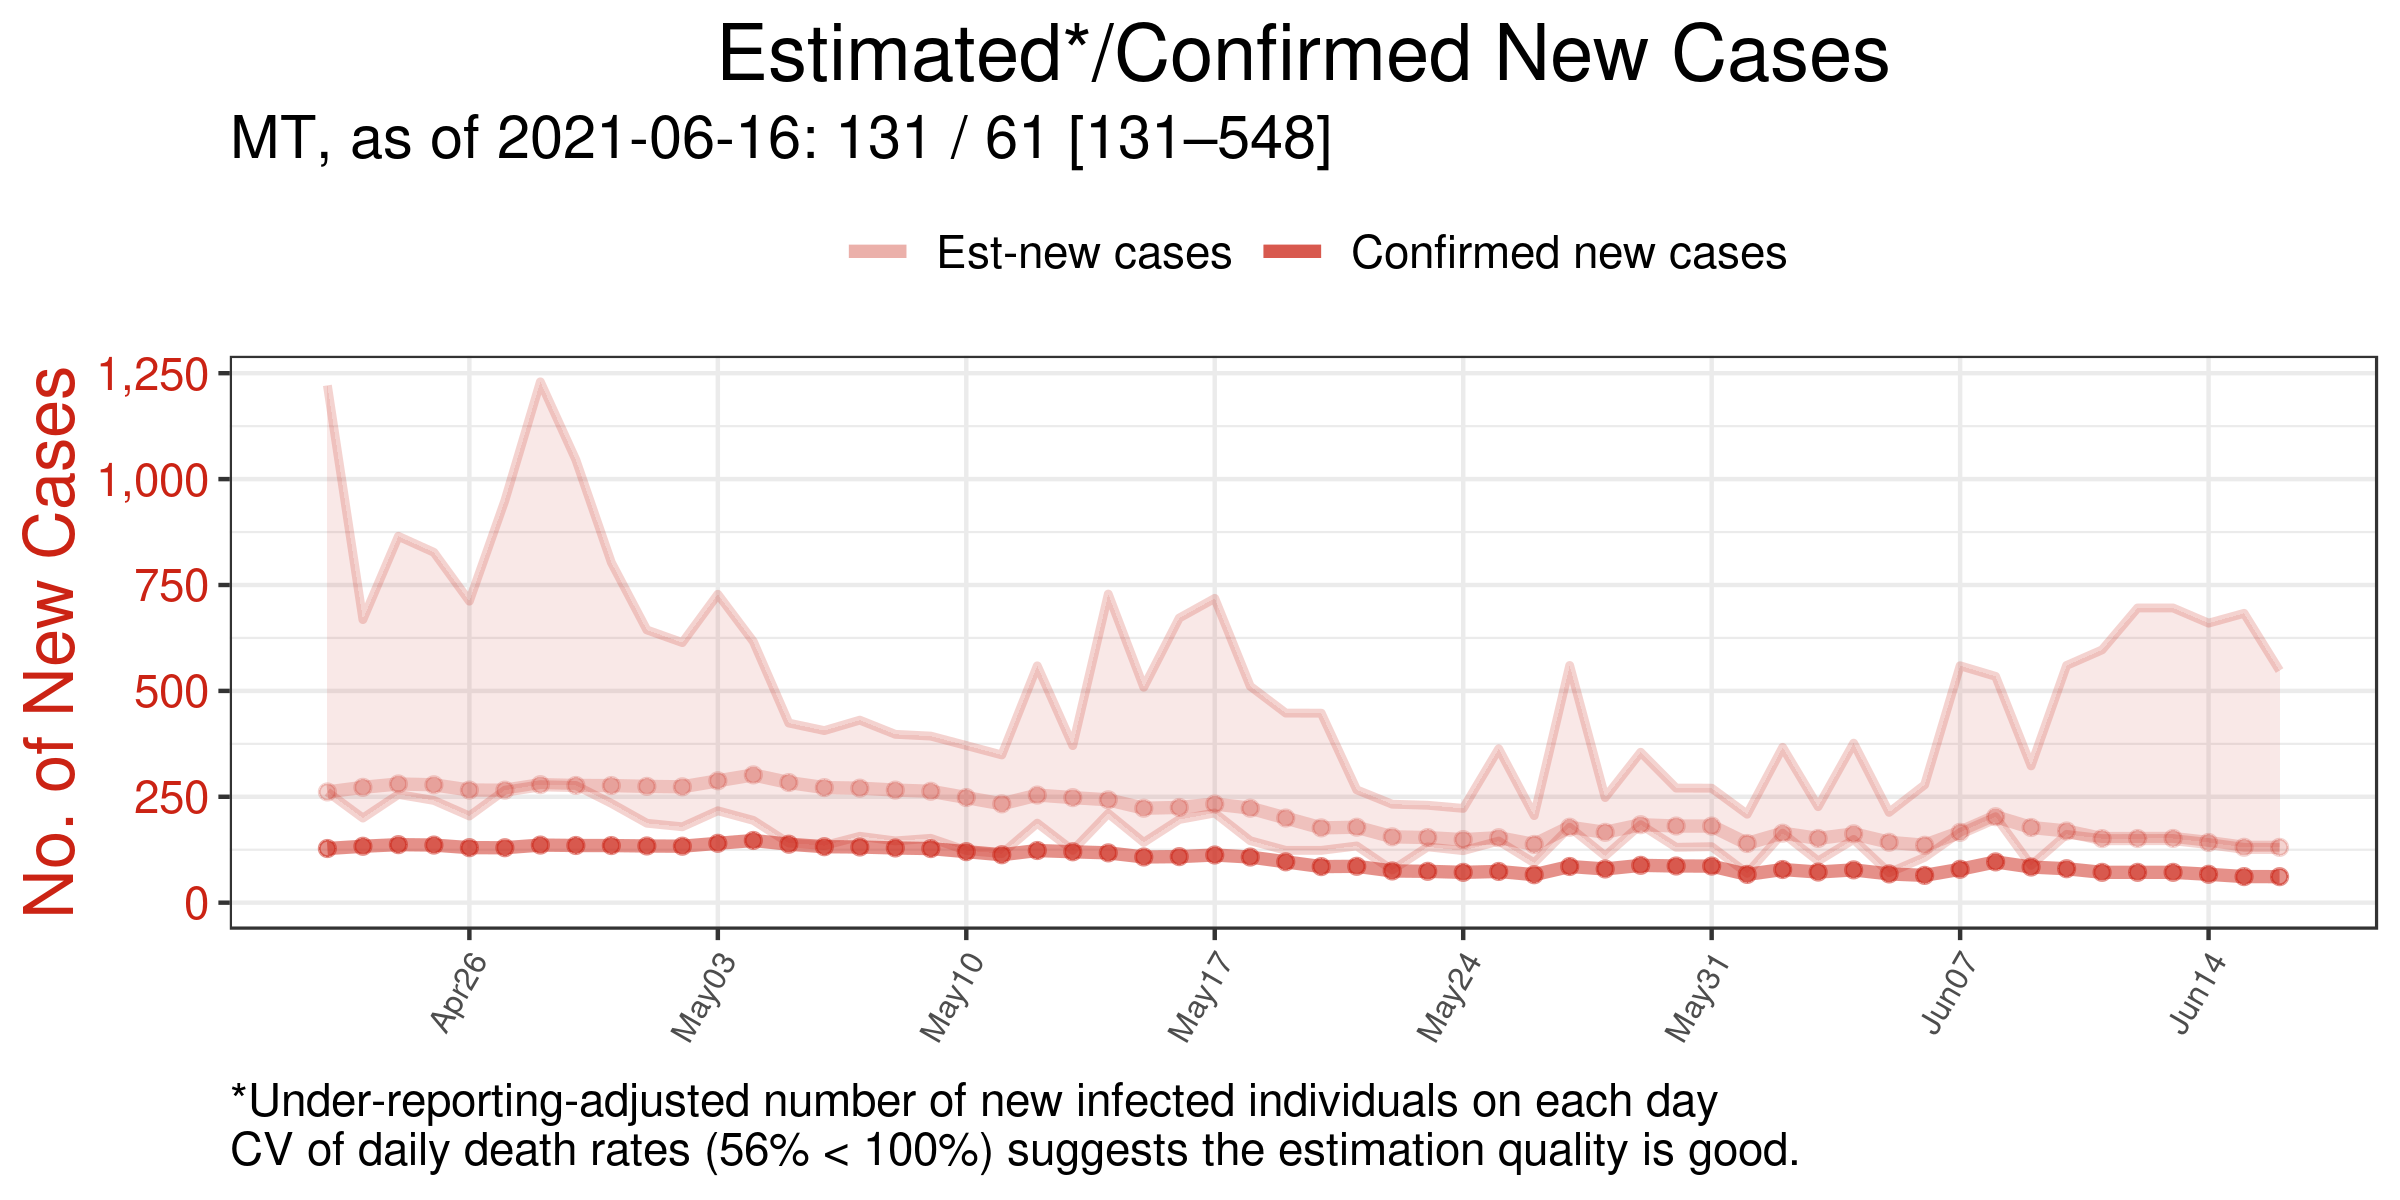 Estimated*/Confirmed New Cases
MT, as of 2021-06-16: 131 / 61 [131–548]
Est-new cases
Confirmed new cases
No. of New Cases
1,250
1,000
750
500
250
0
Apr26
May03
May10
May17
May24
May31
Jun07
Jun14
*Under-reporting-adjusted number of new infected individuals on each day
CV of daily death rates (56% < 100%) suggests the estimation quality is good.